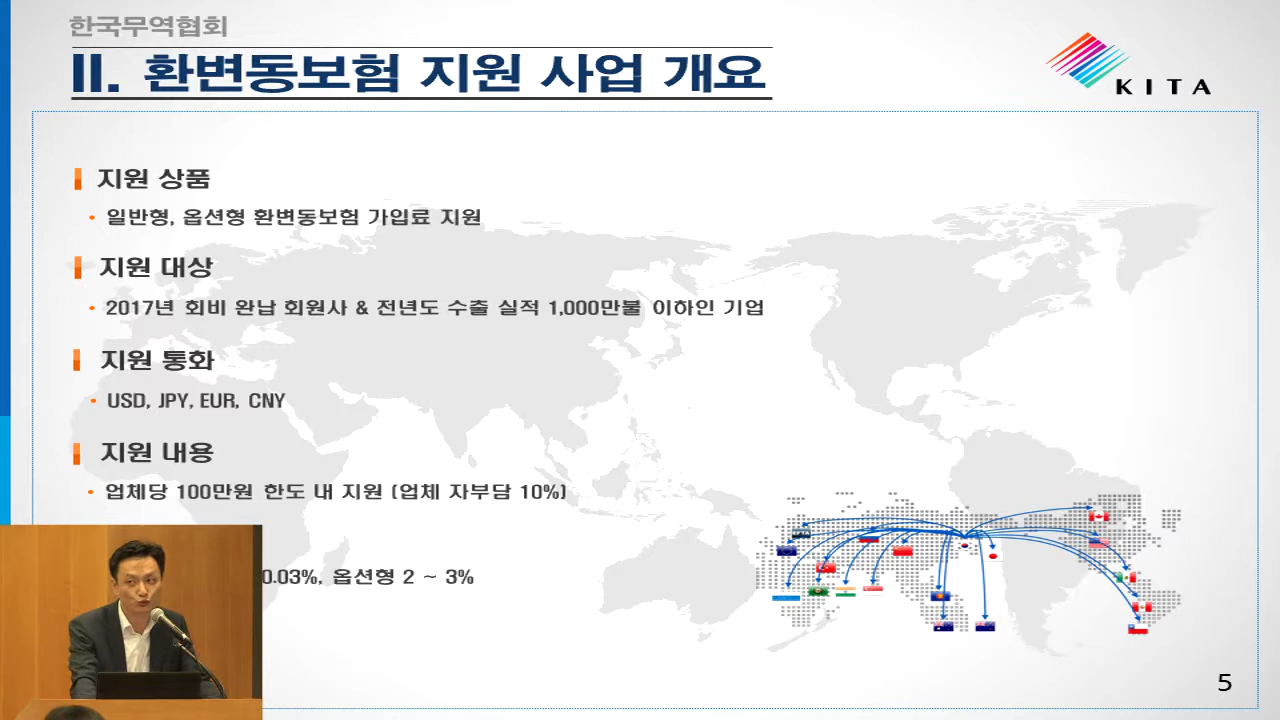 한국무역협회
II. 환변동보험 지원 사업 개요
KITA
지원 상품
• 일반형, 옵션형 환변동보험 가입료 지원
지원 대상
• 2017년 회비 완납 회원사 & 전년도 수출 실적 1,000만불 이하인 기업
지원 통화
• USD, JPY, EUR, CNY
지원 내용
• 업체당 100만원 한도 내 지원 (업체 자부담 10%)
0.03%, 옵션형 2 ~ 3%
5